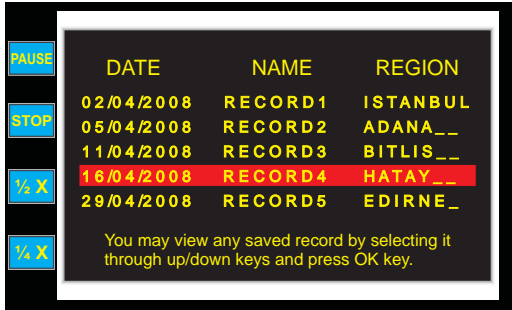 PAUSE
STOP
½ X
¼ X
DATE NAME REGION
02/04/2008 RECORD1 ISTANBUL
05/04/2008 RECORD2 ADANA__
11/04/2008 RECORD3 BITLIS__
16/04/2008 RECORD4 HATAY__
29/04/2008 RECORD5 EDIRNE_
You may view any saved record by selecting it
through up/down keys and press OK key.